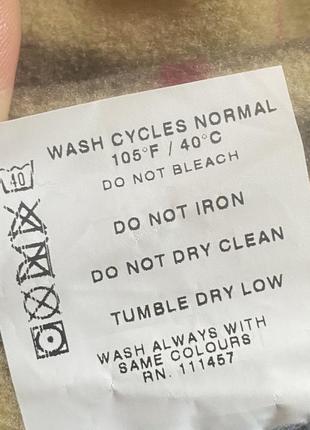 WASH CYCLES NORMAL
105°F / 40°C
40
DO NOT BLEACH
DO NOT IRON
DO NOT DRY CLEAN
TUMBLE DRY LOW
WASH ALWAYS WITH
SAME COLOURS
RN. 111457